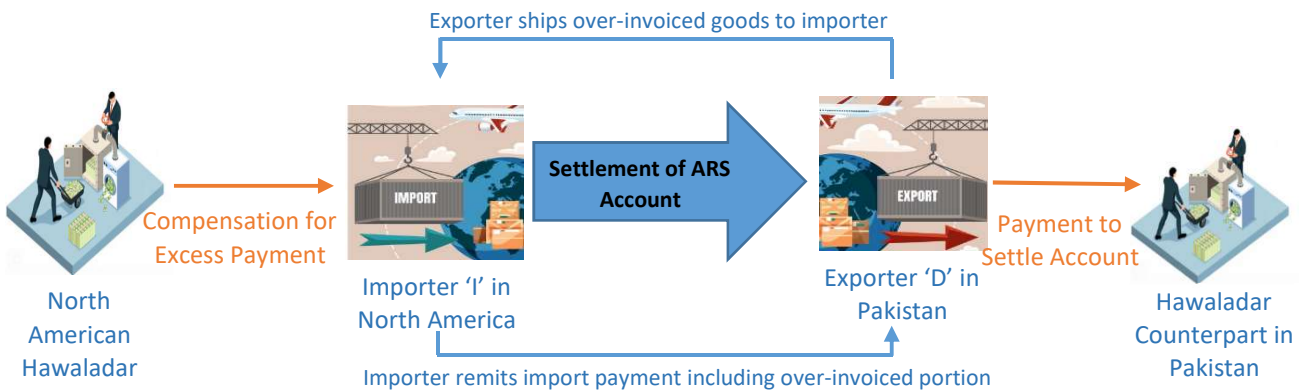 Exporter ships over-invoiced goods to importer
IMPORT
Settlement of ARS
Account
EXPORT
Compensation for
Excess Payment
Payment to
Settle Account
North
American
Hawaladar
Importer ‘I’ in
North America
Exporter ‘D’ in
Pakistan
Hawaladar
Counterpart in
Pakistan
Importer remits import payment including over-invoiced portion